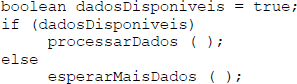 boolean dadosDisponiveis = true;
if (dadosDisponiveis)
processarDados ( );
else
esperarMaisDados ( );